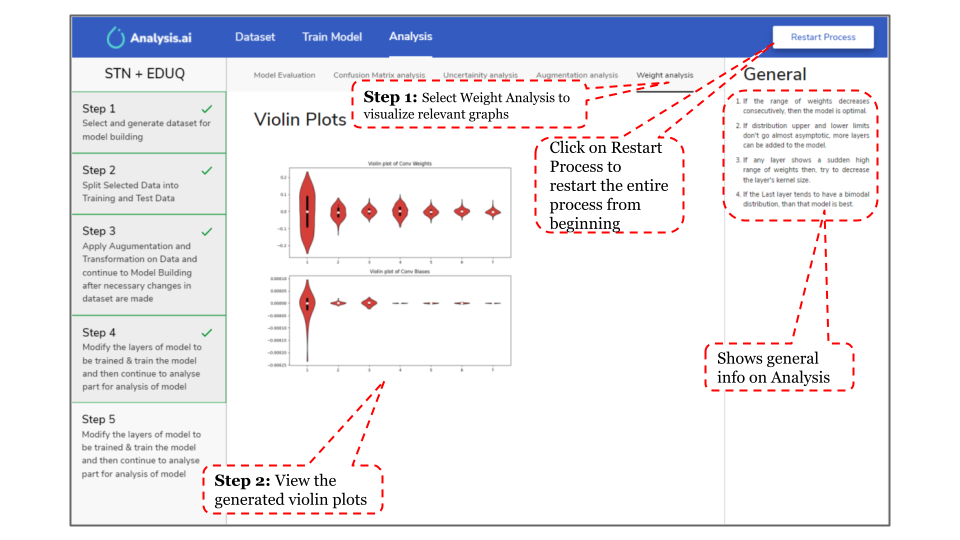 Analysis.ai
Dataset
Train Model
Analysis
Restart Process
STN + EDUQ
Model Evaluation
Confusion Matrix analysis
Uncertainity analysis
Augmentation analysis
Weight analysis
General
Step 1
Select and generate dataset for
model building
Step 2
Split Selected Data into
Training and Test Data
Step 3
Apply Augumentation and
Transformation on Data and
continue to Model Building
after necessary changes in
dataset are made
Step 4
Modify the layers of model to
be trained & train the model
and then continue to analyse
part for analysis of model
Step 5
Modify the layers of model to
be trained & train the model
and then continue to analyse
part for analysis of model
Step 1: Select Weight Analysis to
visualize relevant graphs
Violin Plots
Click on Restart
Process to
restart the entire
process from
beginning
1. If the range of weights decreases
consecutively, then the model is optimal.
2. If distribution upper and lower limits
don't go almost asymptotic, more layers
can be added to the model.
3. If any layer shows a sudden high
range of weights then, try to decrease
the layer's kernel size.
4. If the Last layer tends to have a bimodal
distribution, than that model is best.
Violin plot of Conv Weights
0.2
0.1
0.0
−0.1
−0.2
1 2 3 4 5 6 7
Violin plot of Conv Biases
0.00010
0.00005
0.00000
−0.00005
−0.00010
−0.00015
−0.00020
−0.00025
1 2 3 4 5 6 7
Shows general
info on Analysis
Step 2: View the
generated violin plots